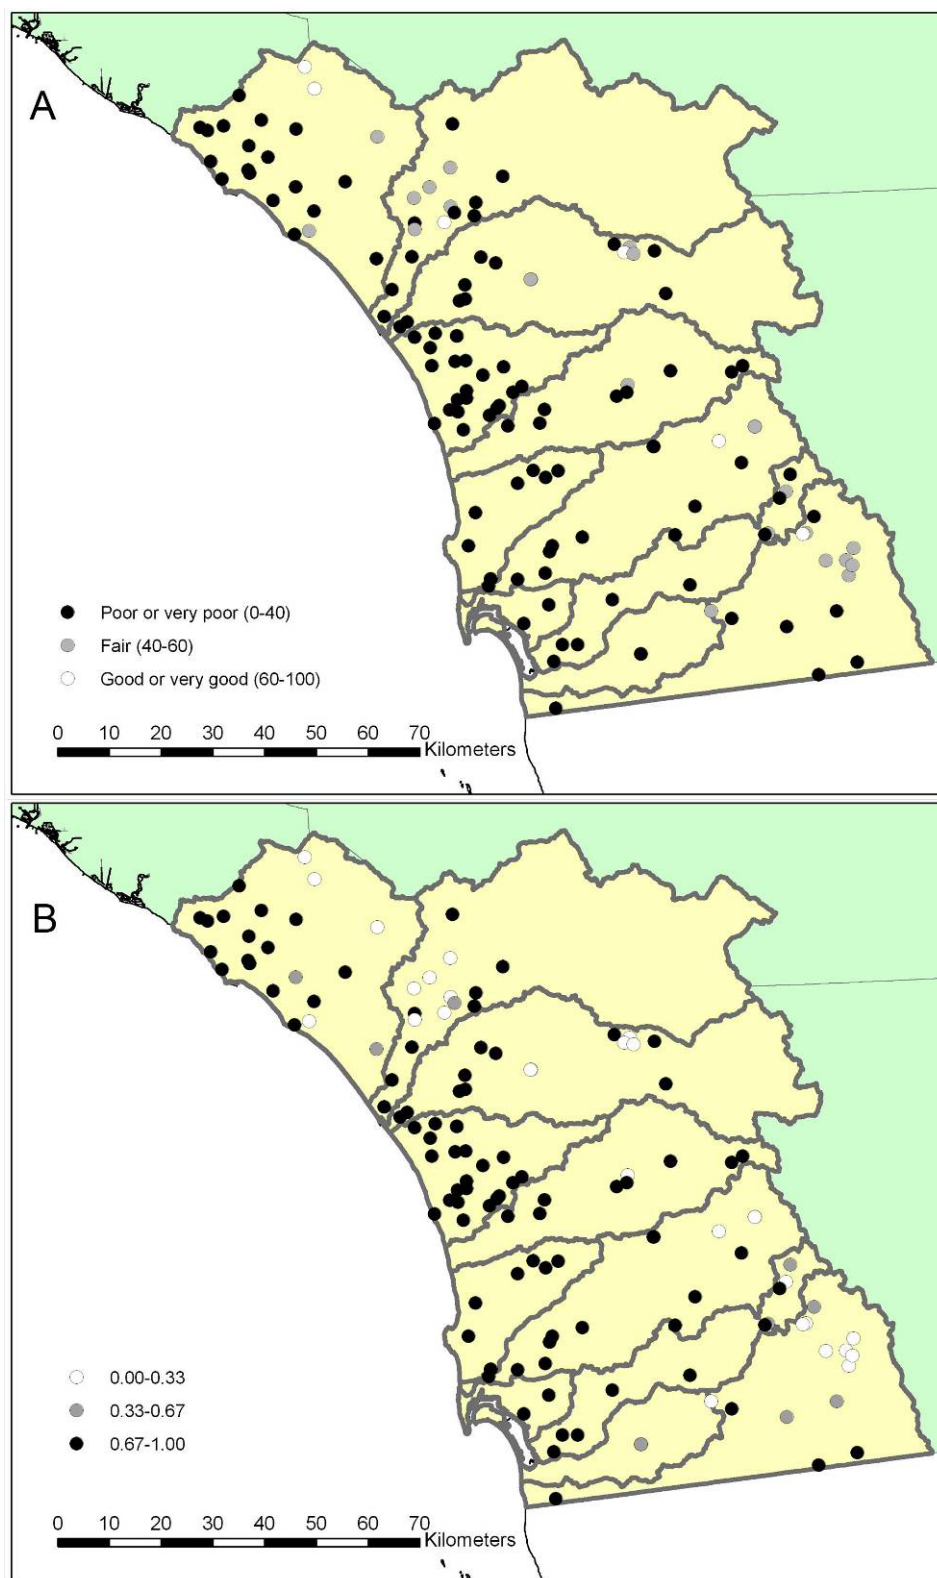 A
Poor or very poor (0-40)
Fair (40-60)
Good or very good (60-100)
0 10 20 30 40 50 60 70
Kilometers
B
0.00-0.33
0.33-0.67
0.67-1.00
0 10 20 30 40 50 60 70
Kilometers